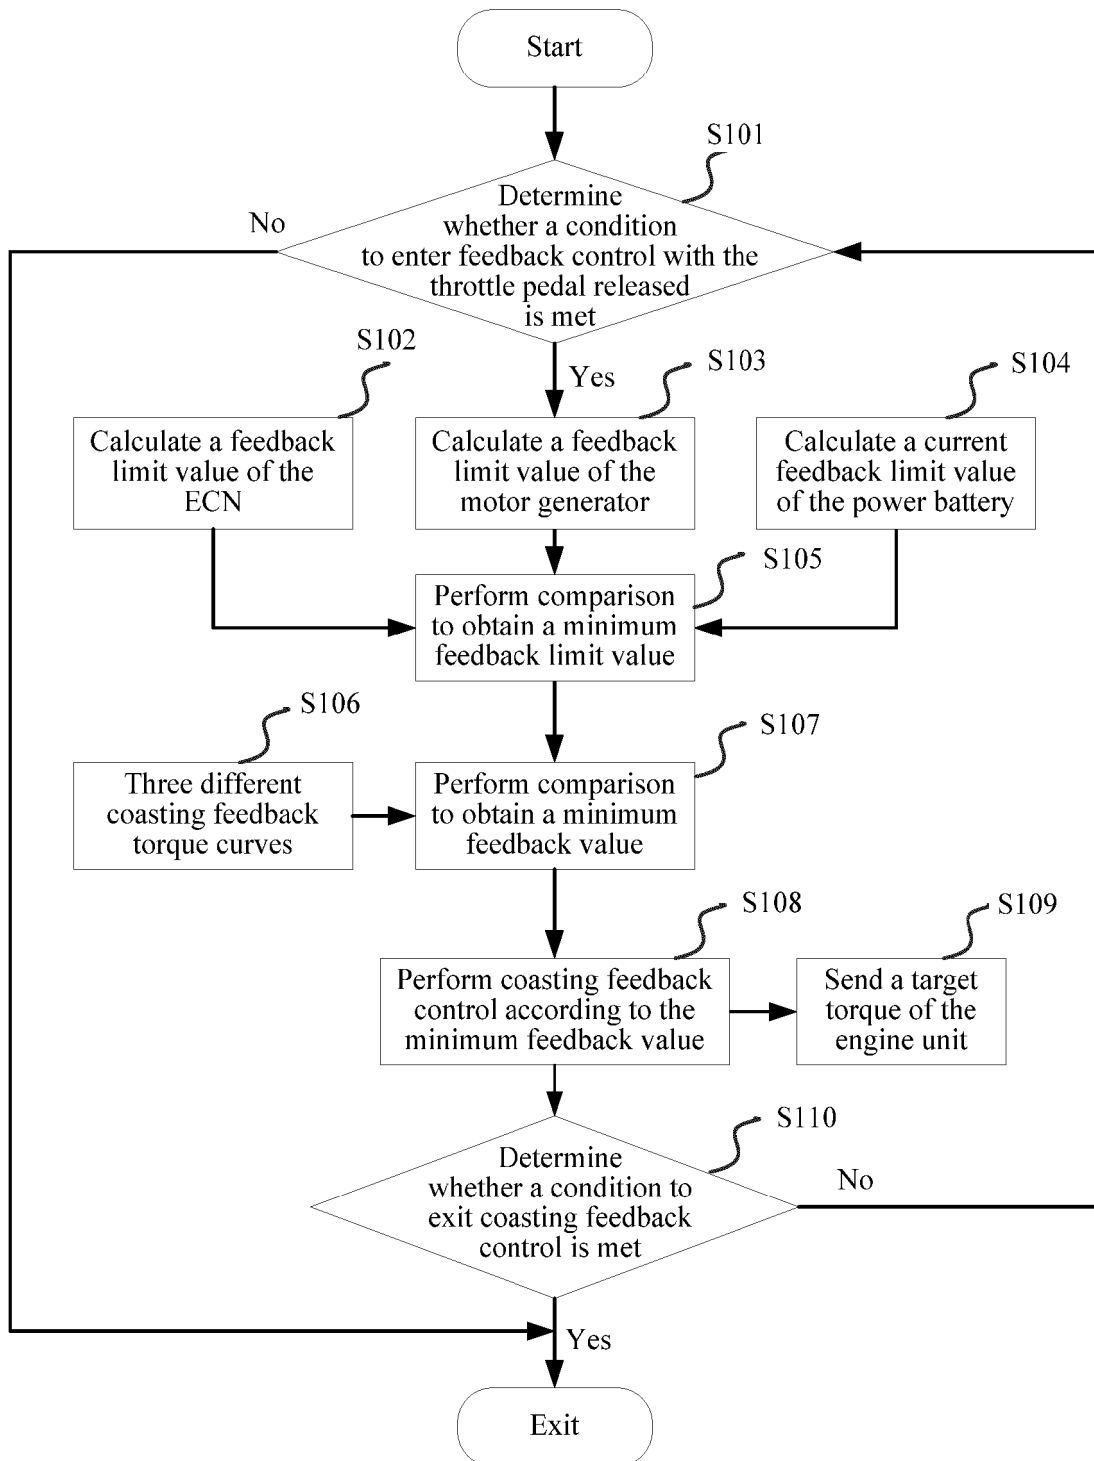 Start
S101
Determine
whether a condition
to enter feedback control with the
throttle pedal released
is met
No
Yes
S102
Calculate a feedback
limit value of the
ECN
S103
Calculate a feedback
limit value of the
motor generator
S104
Calculate a current
feedback limit value
of the power battery
S105
Perform comparison
to obtain a minimum
feedback limit value
S106
Three different
coasting feedback
torque curves
S107
Perform comparison
to obtain a minimum
feedback value
S108
Perform coasting feedback
control according to the
minimum feedback value
S109
Send a target
torque of the
engine unit
S110
Determine
whether a condition to
exit coasting feedback
control is met
No
Yes
Exit